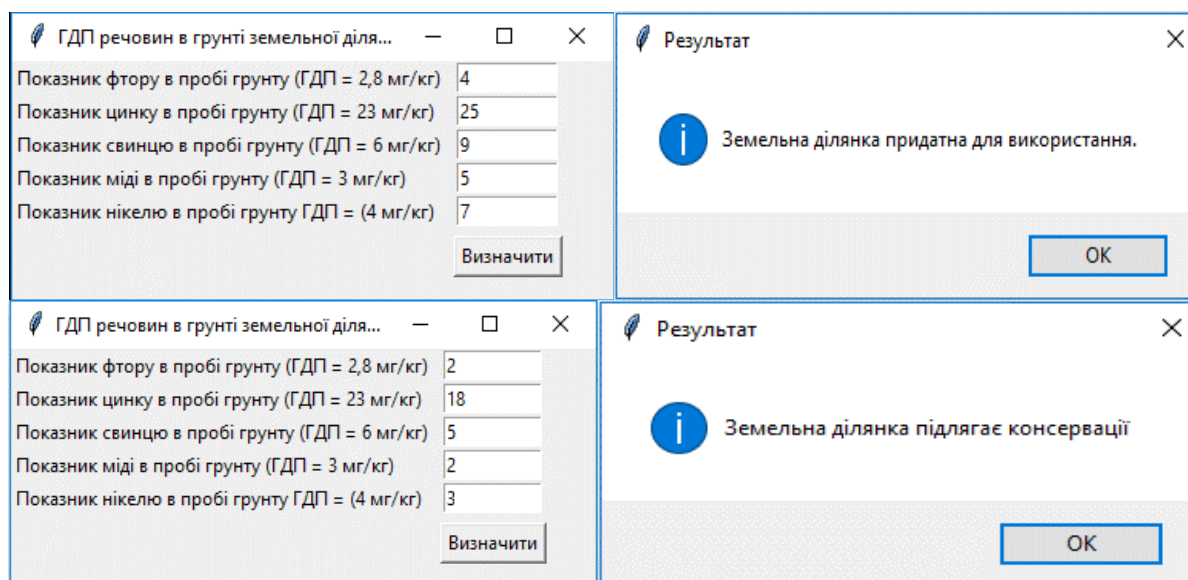 ГДП речовин в грунті земельної діля...
Показник фтору в пробі грунту (ГДП = 2,8 мг/кг) 4
Показник цинку в пробі грунту (ГДП = 23 мг/кг) 25
Показник свинцю в пробі грунту (ГДП = 6 мг/кг) 9
Показник міді в пробі грунту (ГДП = 3 мг/кг) 5
Показник нікелю в пробі грунту ГДП = (4 мг/кг) 7
Визначити
Результат
Земельна ділянка придатна для використання.
OK
ГДП речовин в грунті земельної діля...
Показник фтору в пробі грунту (ГДП = 2,8 мг/кг) 2
Показник цинку в пробі грунту (ГДП = 23 мг/кг) 18
Показник свинцю в пробі грунту (ГДП = 6 мг/кг) 5
Показник міді в пробі грунту (ГДП = 3 мг/кг) 2
Показник нікелю в пробі грунту ГДП = (4 мг/кг) 3
Визначити
Результат
Земельна ділянка підлягає консервації
OK